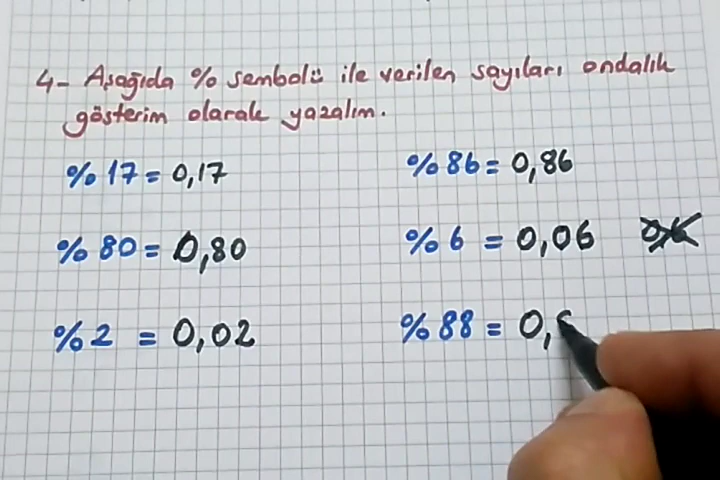 4- Aşağıda % sembolü ile verilen sayıları ondalık
gösterim olarak yazalım.
%17 = 0,17
%86 = 0,86
%80 = 0,80
%6 = 0,06
%2 = 0,02
%88 = 0,